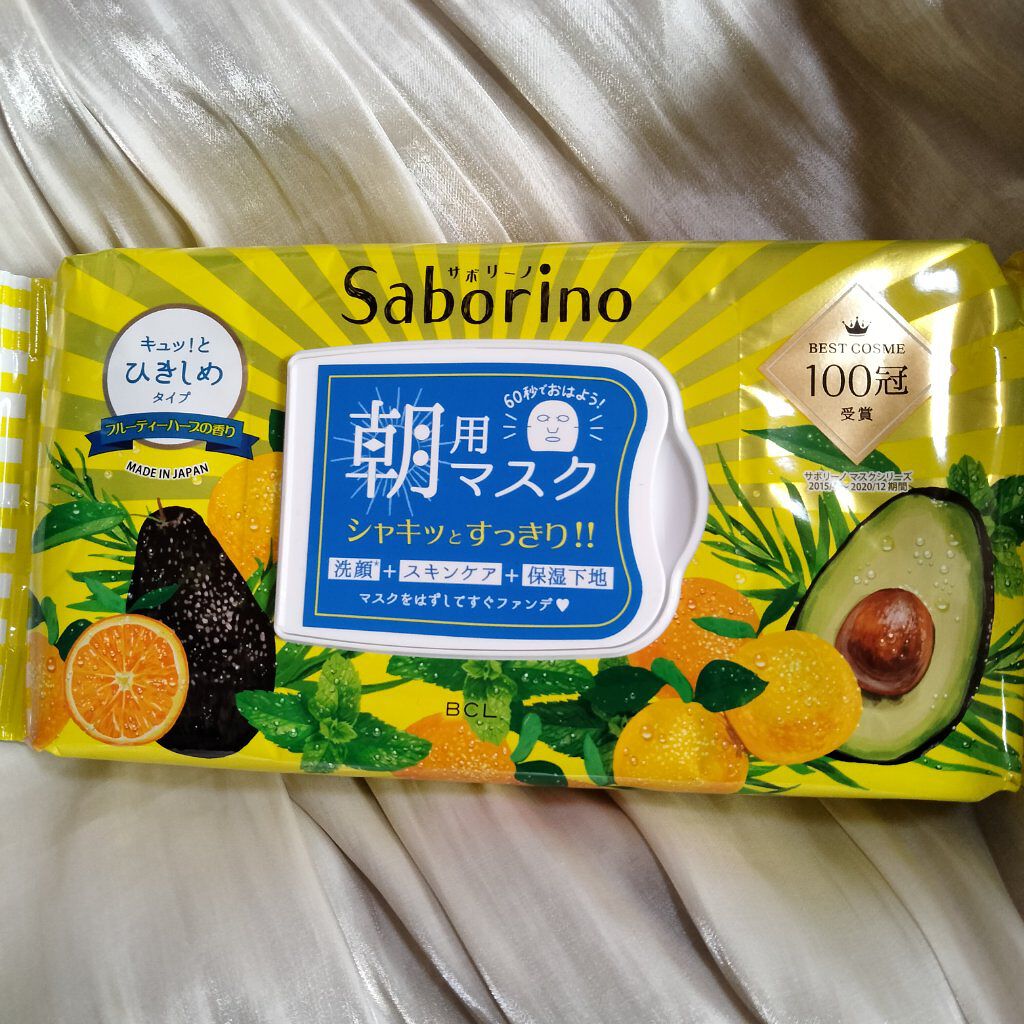 サボリーノ
Saborino
キュッ!と
ひきしめ
タイプ
フルーティーハーブの香り
MADE IN JAPAN
60秒でおはよう!
朝用マスク
シャキッとすっきり!!
洗顔*+スキンケア+保湿下地
マスクをはずしてすぐファンデ♥
BEST COSME
100冠
受賞
サボリーノ マスクシリーズ
2020/12 期間
BCL